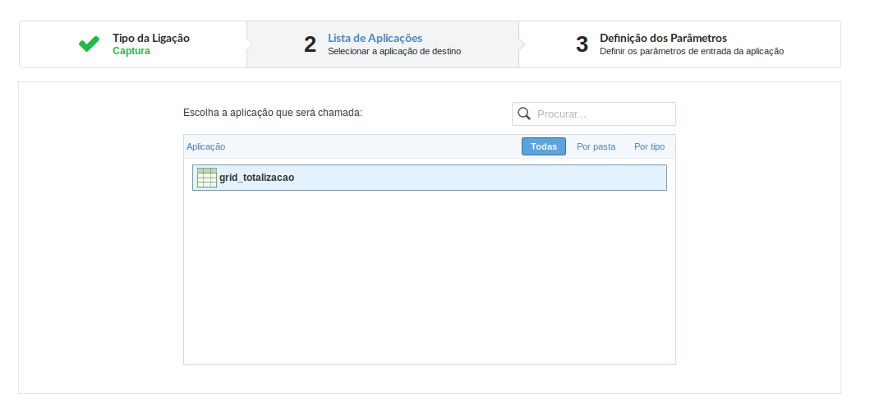 Tipo da Ligação
Captura
2
Lista de Aplicações
Selecionar a aplicação de destino
3
Definição dos Parâmetros
Definir os parâmetros de entrada da aplicação
Escolha a aplicação que será chamada:
Procurar...
Aplicação Todas Por pasta Por tipo
grid_totalizacao